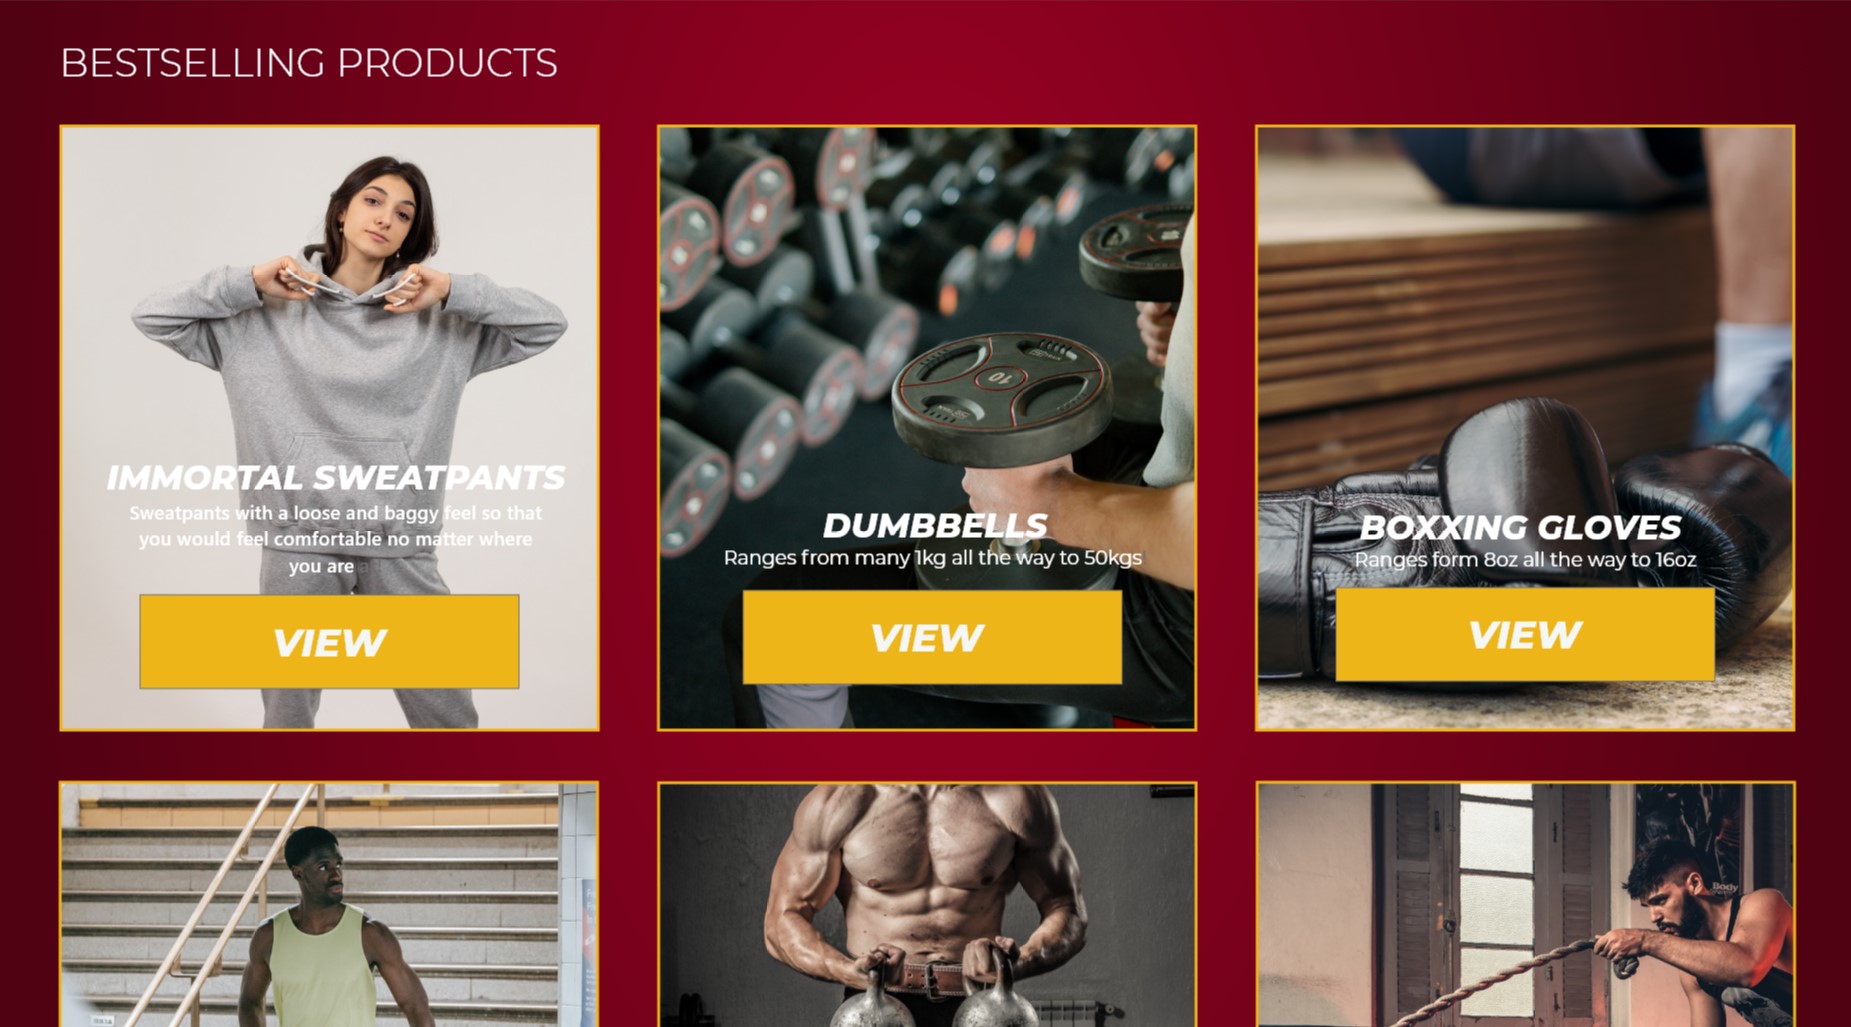 BESTSELLING PRODUCTS
IMMORTAL SWEATPANTS
Sweatpants with a loose and baggy feel so that
you would feel comfortable no matter where
you are a
VIEW
DUMBBELLS
Ranges from many 1kg all the way to 50kgs
VIEW
10
BOXXING GLOVES
Ranges form 8oz all the way to 16oz
VIEW
Body